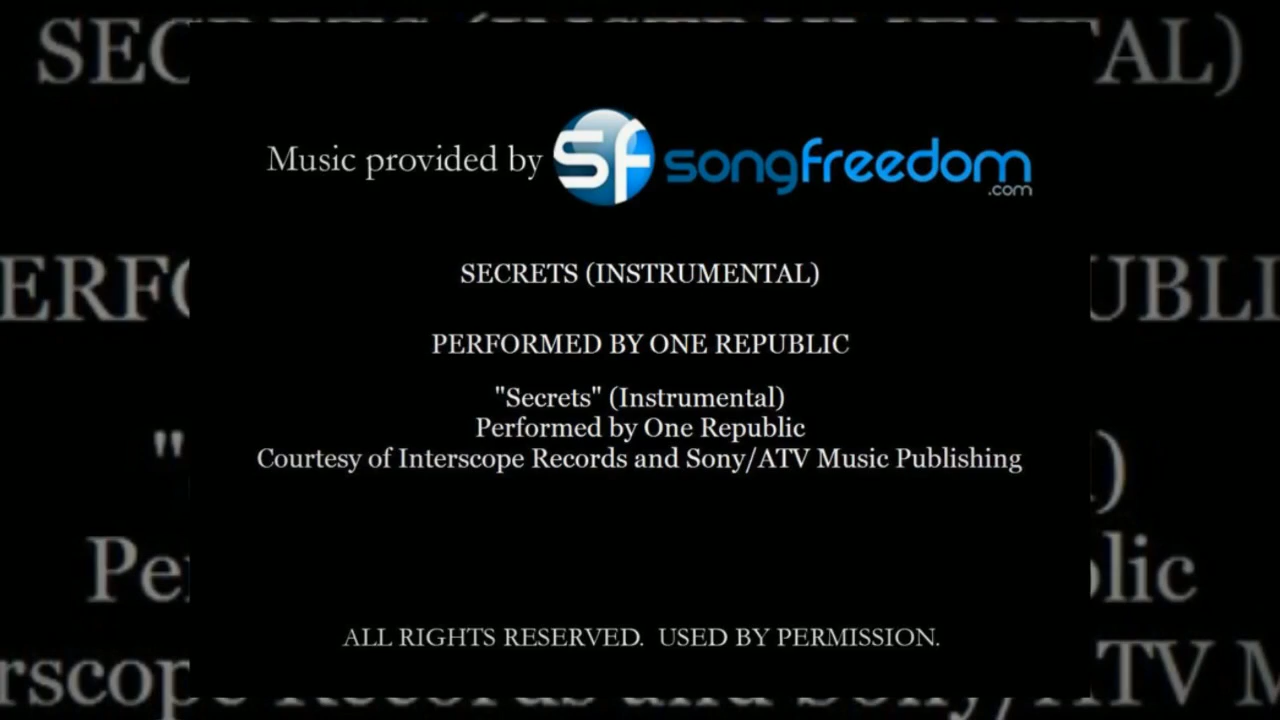 Music provided by SF songfreedom
.com
SECRETS (INSTRUMENTAL)
PERFORMED BY ONE REPUBLIC
"Secrets" (Instrumental)
Performed by One Republic
Courtesy of Interscope Records and Sony/ATV Music Publishing
ALL RIGHTS RESERVED. USED BY PERMISSION.